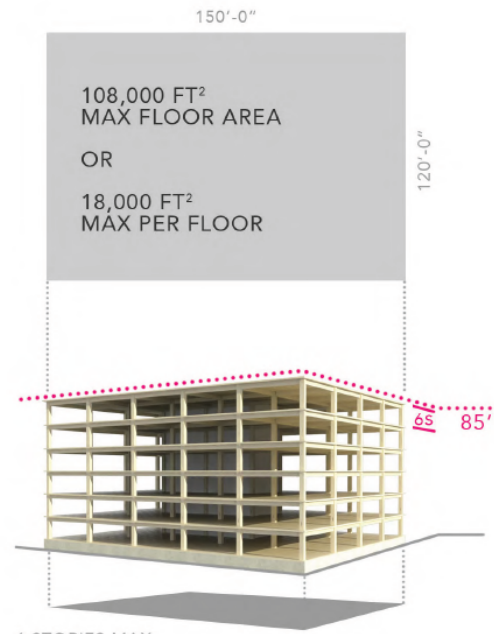 150'-0"
108,000 FT²
MAX FLOOR AREA
OR
18,000 FT²
MAX PER FLOOR
120'-0"
6S
85'